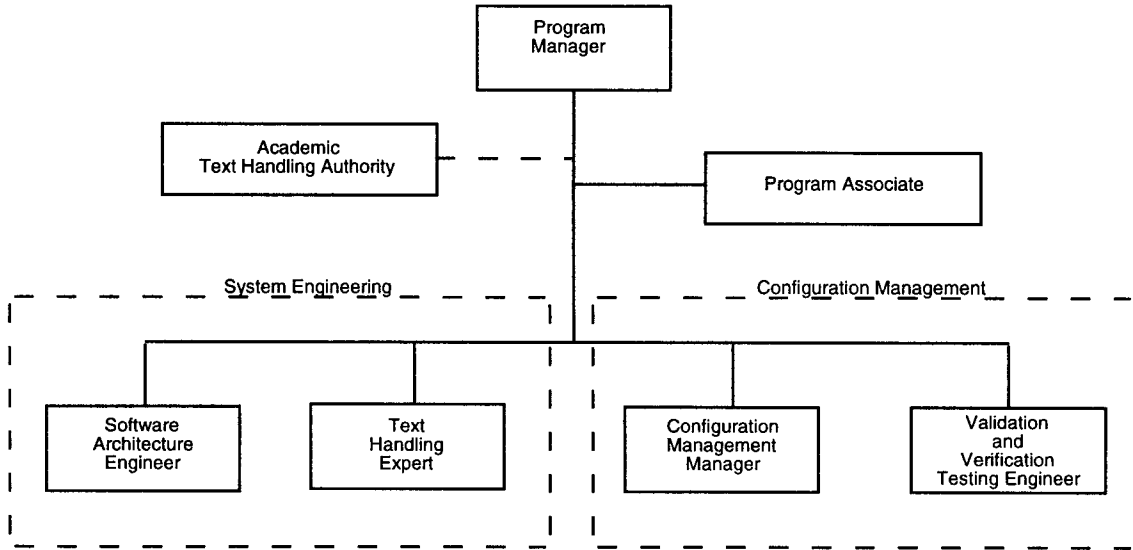 Program
Manager
Academic
Text Handling Authority
Program Associate
System Engineering
Configuration Management
Software
Architecture
Engineer
Text
Handling
Expert
Configuration
Management
Manager
Validation
and
Verification
Testing Engineer